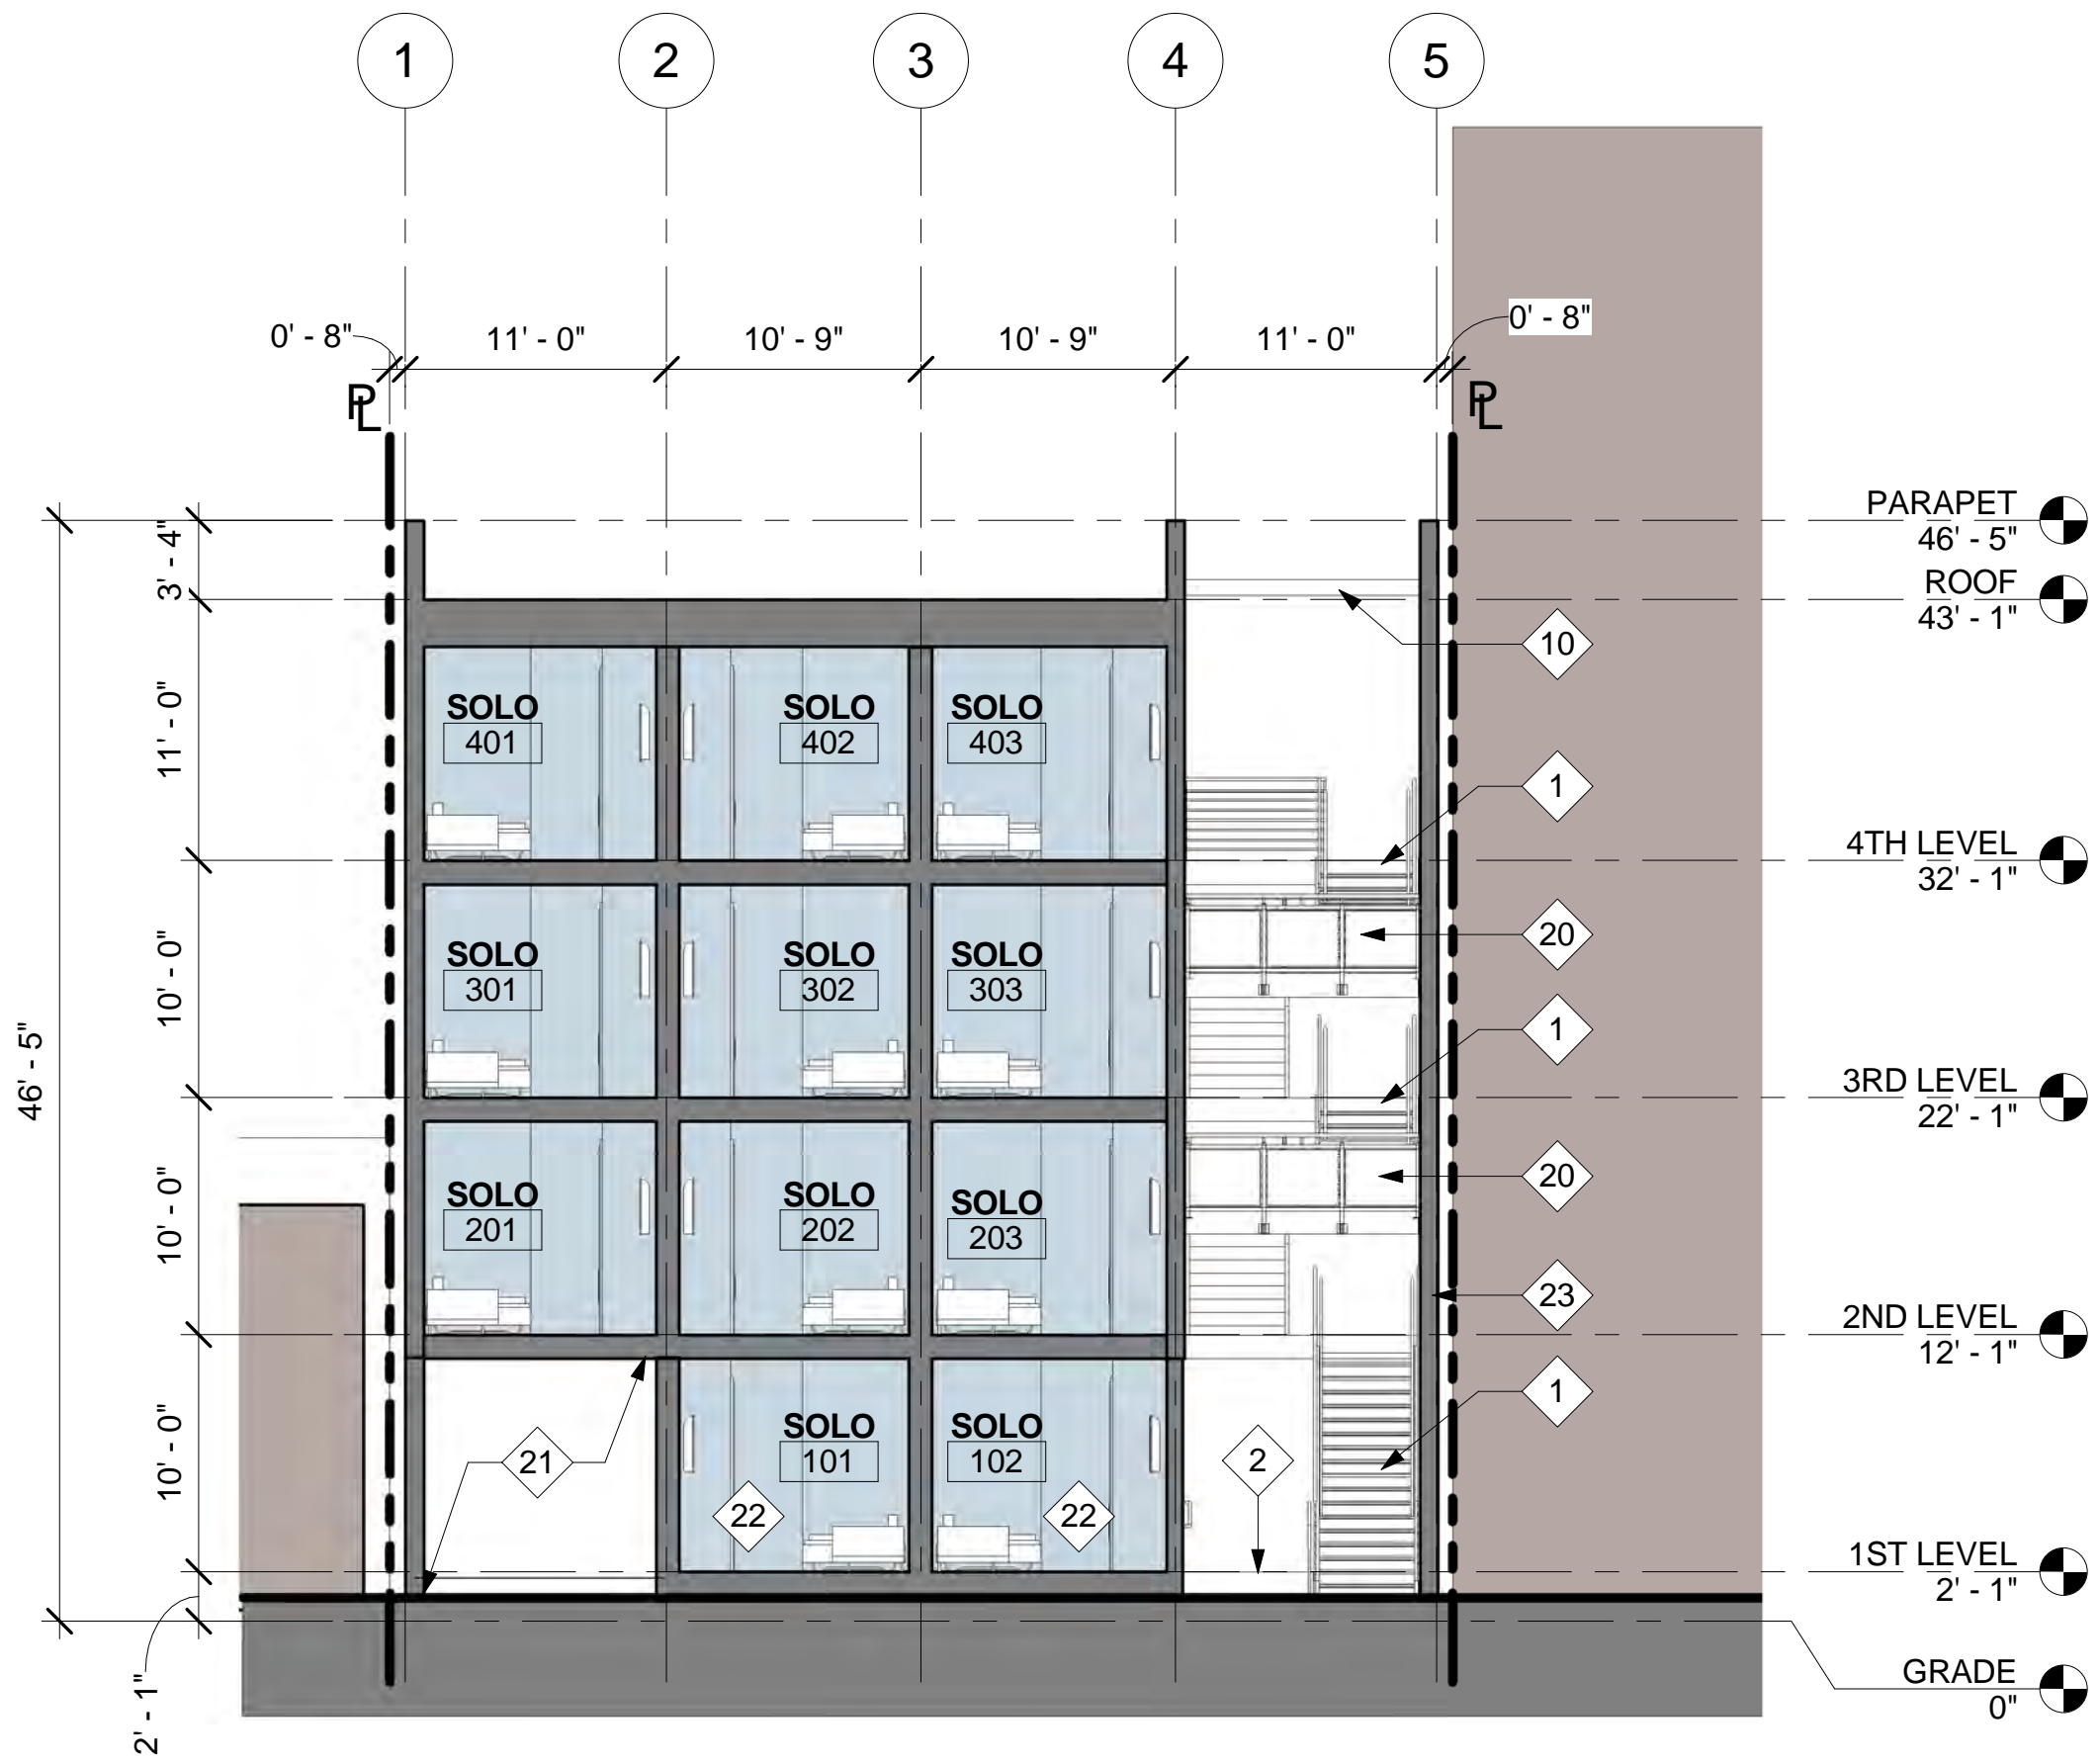 1 2 3 4 5
0' - 8" 11' - 0" 10' - 9" 10' - 9" 11' - 0" 0' - 8"
PL PL
PARAPET
46' - 5"
ROOF
43' - 1"
4TH LEVEL
32' - 1"
3RD LEVEL
22' - 1"
2ND LEVEL
12' - 1"
1ST LEVEL
2' - 1"
GRADE
0"
46' - 5"
3' - 4"
11' - 0"
10' - 0"
10' - 0"
10' - 0"
2' - 1"
SOLO SOLO SOLO
401 402 403
SOLO SOLO SOLO
301 302 303
SOLO SOLO SOLO
201 202 203
SOLO SOLO
101 102
21
22 22
2
10
1
20
1
20
23
1